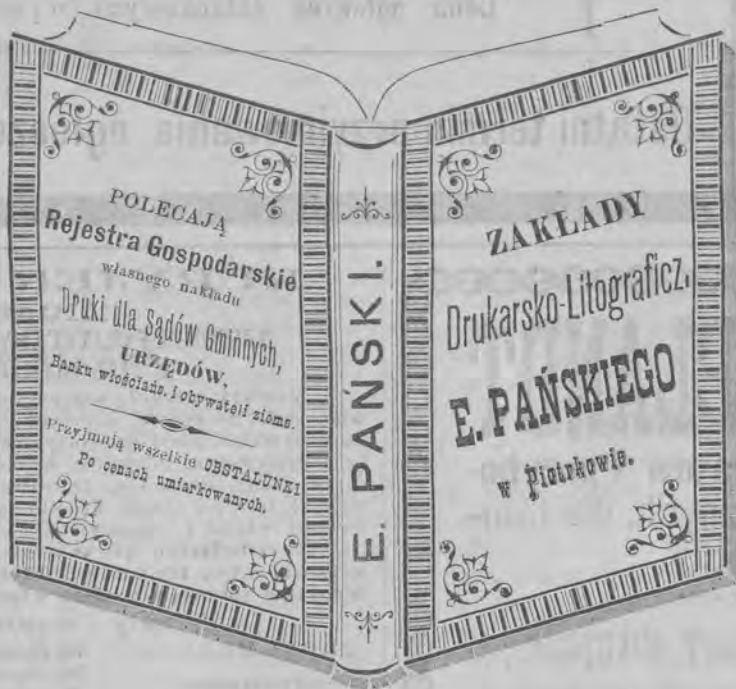 POLECAJĄ
Rejestra Gospodarskie
własnego nakładu
Druki dla Sądów Gminnych,
URZĘDÓW,
Banku włościańs. i obywateli ziems.
Przyjmują wszelkie OBSTALUNKI
Po cenach umiarkowanych.
E. PAŃSKI.
ZAKŁADY
Drukarsko-Litograficz.
E. PAŃSKIEGO
w Piotrkowie.